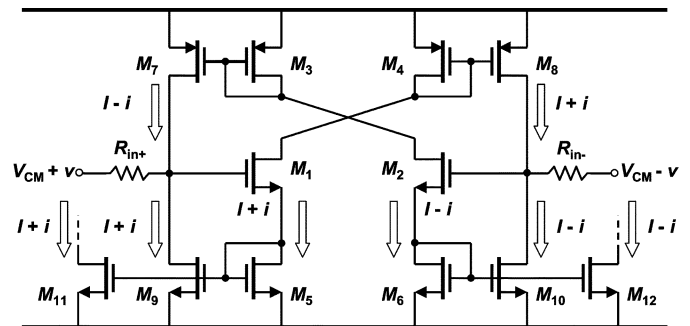 M7 M3 M4 M8
I - i I + i
Rin+ Rin-
VCM + v M1 M2 VCM - v
I + i I + i I + i I - i I - i I - i
M11 M9 M5 M6 M10 M12